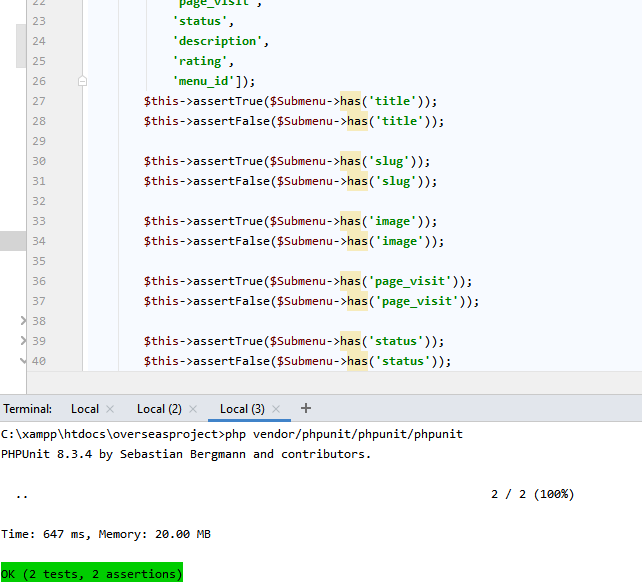 22 'page_visit',
23 'status',
24 'description',
25 'rating',
26 'menu_id']);
27 $this->assertTrue($Submenu->has('title'));
28 $this->assertFalse($Submenu->has('title'));
29
30 $this->assertTrue($Submenu->has('slug'));
31 $this->assertFalse($Submenu->has('slug'));
32
33 $this->assertTrue($Submenu->has('image'));
34 $this->assertFalse($Submenu->has('image'));
35
36 $this->assertTrue($Submenu->has('page_visit'));
37 $this->assertFalse($Submenu->has('page_visit'));
38
39 $this->assertTrue($Submenu->has('status'));
40 $this->assertFalse($Submenu->has('status'));
Terminal: Local × Local (2) × Local (3) × +
C:\xampp\htdocs\overseasproject>php vendor/phpunit/phpunit/phpunit
PHPUnit 8.3.4 by Sebastian Bergmann and contributors.
.. 2 / 2 (100%)
Time: 647 ms, Memory: 20.00 MB
OK (2 tests, 2 assertions)